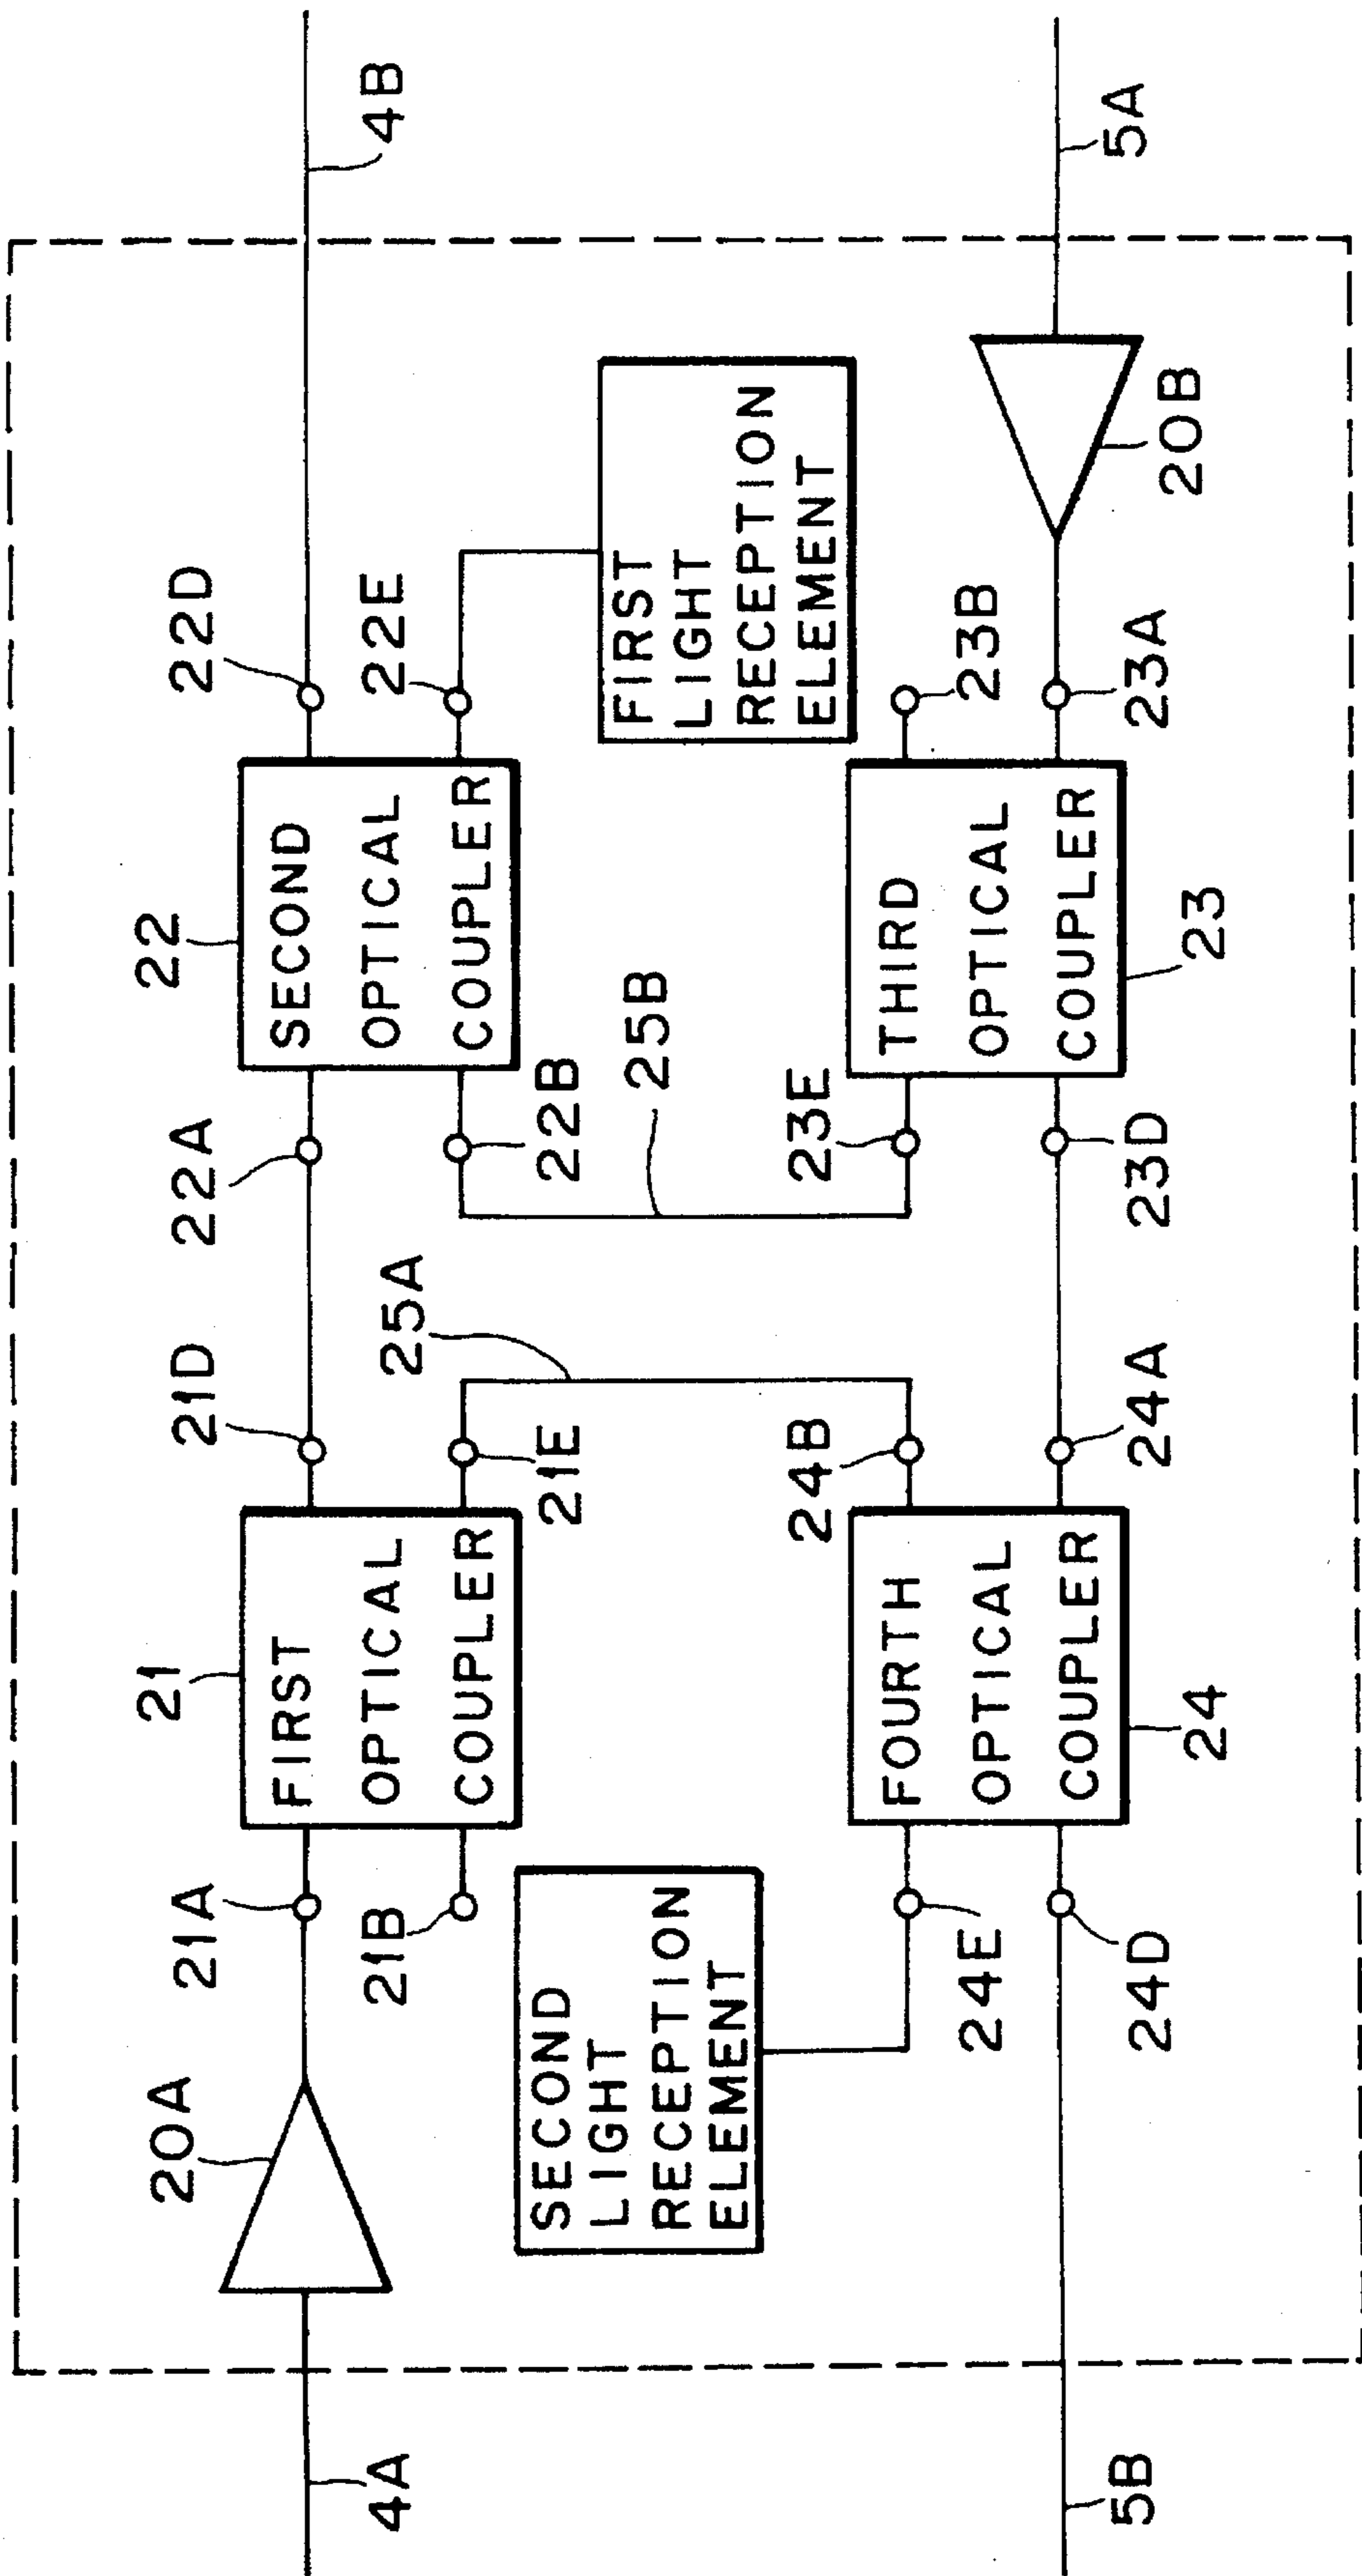 4A
20A
21A
21B
21
FIRST
OPTICAL
COUPLER
21D
21E
25A
22A
22B
22
SECOND
OPTICAL
COUPLER
22D
22E
4B
25B
FIRST
LIGHT
RECEPTION
ELEMENT
SECOND
LIGHT
RECEPTION
ELEMENT
5B
24E
24D
FOURTH
OPTICAL
COUPLER
24
24B
24A
23E
23D
THIRD
OPTICAL
COUPLER
23
23B
23A
20B
5A